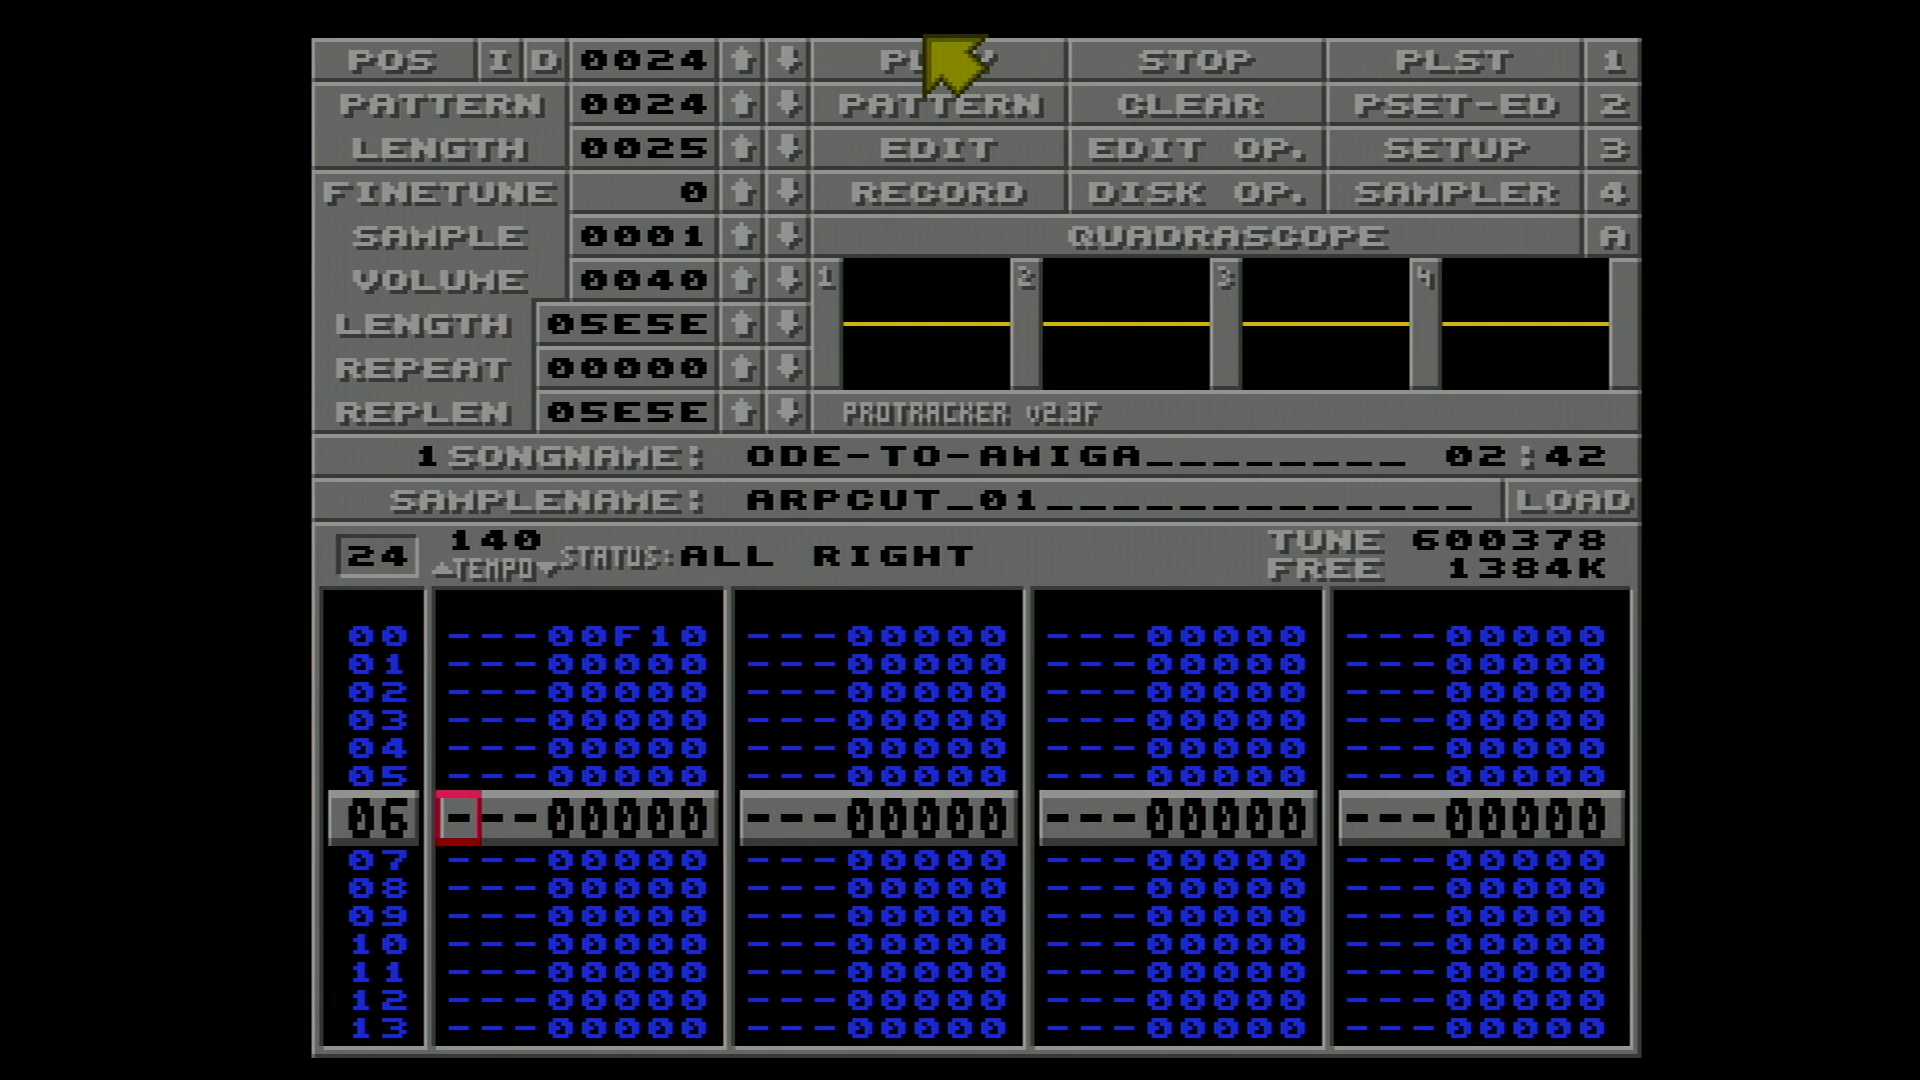 POS I D 0024 STOP PLST 1
PATTERN 0024 PATTERN CLEAR PSET-ED 2
LENGTH 0025 EDIT EDIT OP. SETUP 3
FINETUNE 0 RECORD DISK OP. SAMPLER 4
SAMPLE 0001 QUADRASCOPE A
VOLUME 0040 1 2 3 4
LENGTH 05E5E
REPEAT 00000
REPLEN 05E5E PROTRACKER v2.3F
1 SONGNAME: ODE-TO-AMIGA________ 02:42
SAMPLENAME: ARPCUT_01_____________ LOAD
24 140 TEMPO STATUS: ALL RIGHT TUNE 600378
FREE 1384K
00 ---00F10 ---00000 ---00000 ---00000
01 ---00000 ---00000 ---00000 ---00000
02 ---00000 ---00000 ---00000 ---00000
03 ---00000 ---00000 ---00000 ---00000
04 ---00000 ---00000 ---00000 ---00000
05 ---00000 ---00000 ---00000 ---00000
06 ---00000 ---00000 ---00000 ---00000
07 ---00000 ---00000 ---00000 ---00000
08 ---00000 ---00000 ---00000 ---00000
09 ---00000 ---00000 ---00000 ---00000
10 ---00000 ---00000 ---00000 ---00000
11 ---00000 ---00000 ---00000 ---00000
12 ---00000 ---00000 ---00000 ---00000
13 ---00000 ---00000 ---00000 ---00000